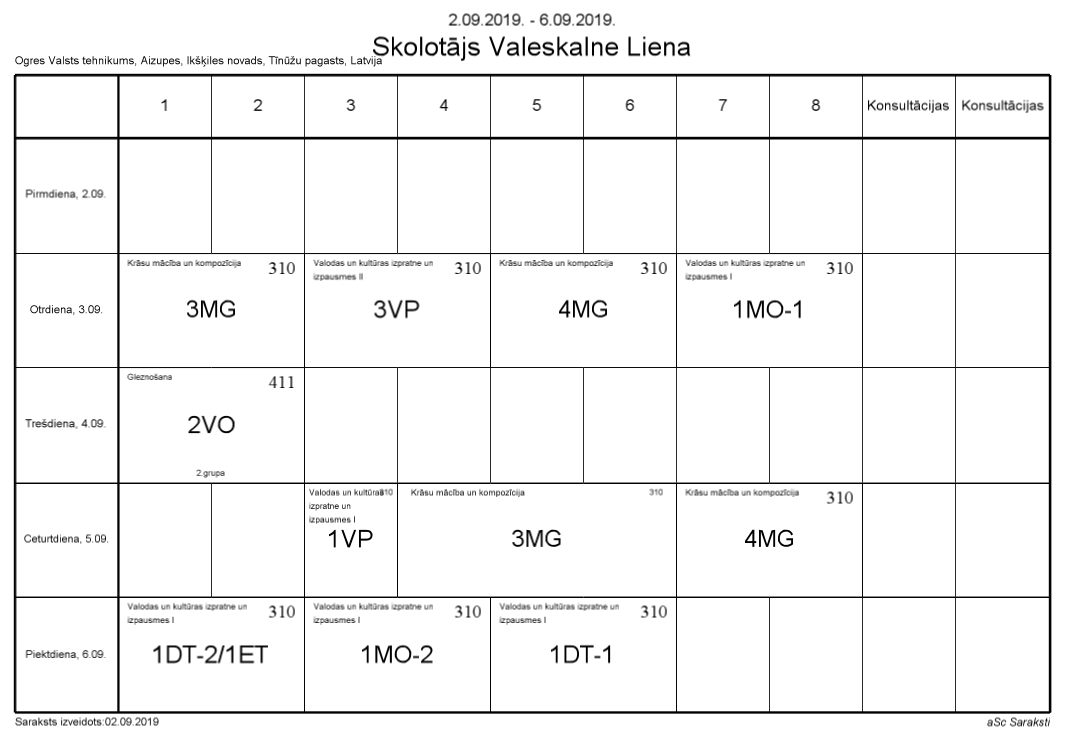 2.09.2019. - 6.09.2019.
Skolotājs Valeskalne Liena
Ogres Valsts tehnikums, Aizupes, Ikšķiles novads, Tīnūžu pagasts, Latvija
1 2 3 4 5 6 7 8 Konsultācijas Konsultācijas
Pirmdiena, 2.09.
Otrdiena, 3.09.
Krāsu mācība un kompozīcija 310
3MG
Valodas un kultūras izpratne un 310
izpausmes II
3VP
Krāsu mācība un kompozīcija 310
4MG
Valodas un kultūras izpratne un 310
izpausmes I
1MO-1
Trešdiena, 4.09.
Gleznošana 411
2VO
2.grupa
Ceturtdiena, 5.09.
Valodas un kultūras 310
izpratne un
izpausmes I
1VP
Krāsu mācība un kompozīcija 310
3MG
Krāsu mācība un kompozīcija 310
4MG
Piektdiena, 6.09.
Valodas un kultūras izpratne un 310
izpausmes I
1DT-2/1ET
Valodas un kultūras izpratne un 310
izpausmes I
1MO-2
Valodas un kultūras izpratne un 310
izpausmes I
1DT-1
Saraksts izveidots:02.09.2019
aSc Saraksti